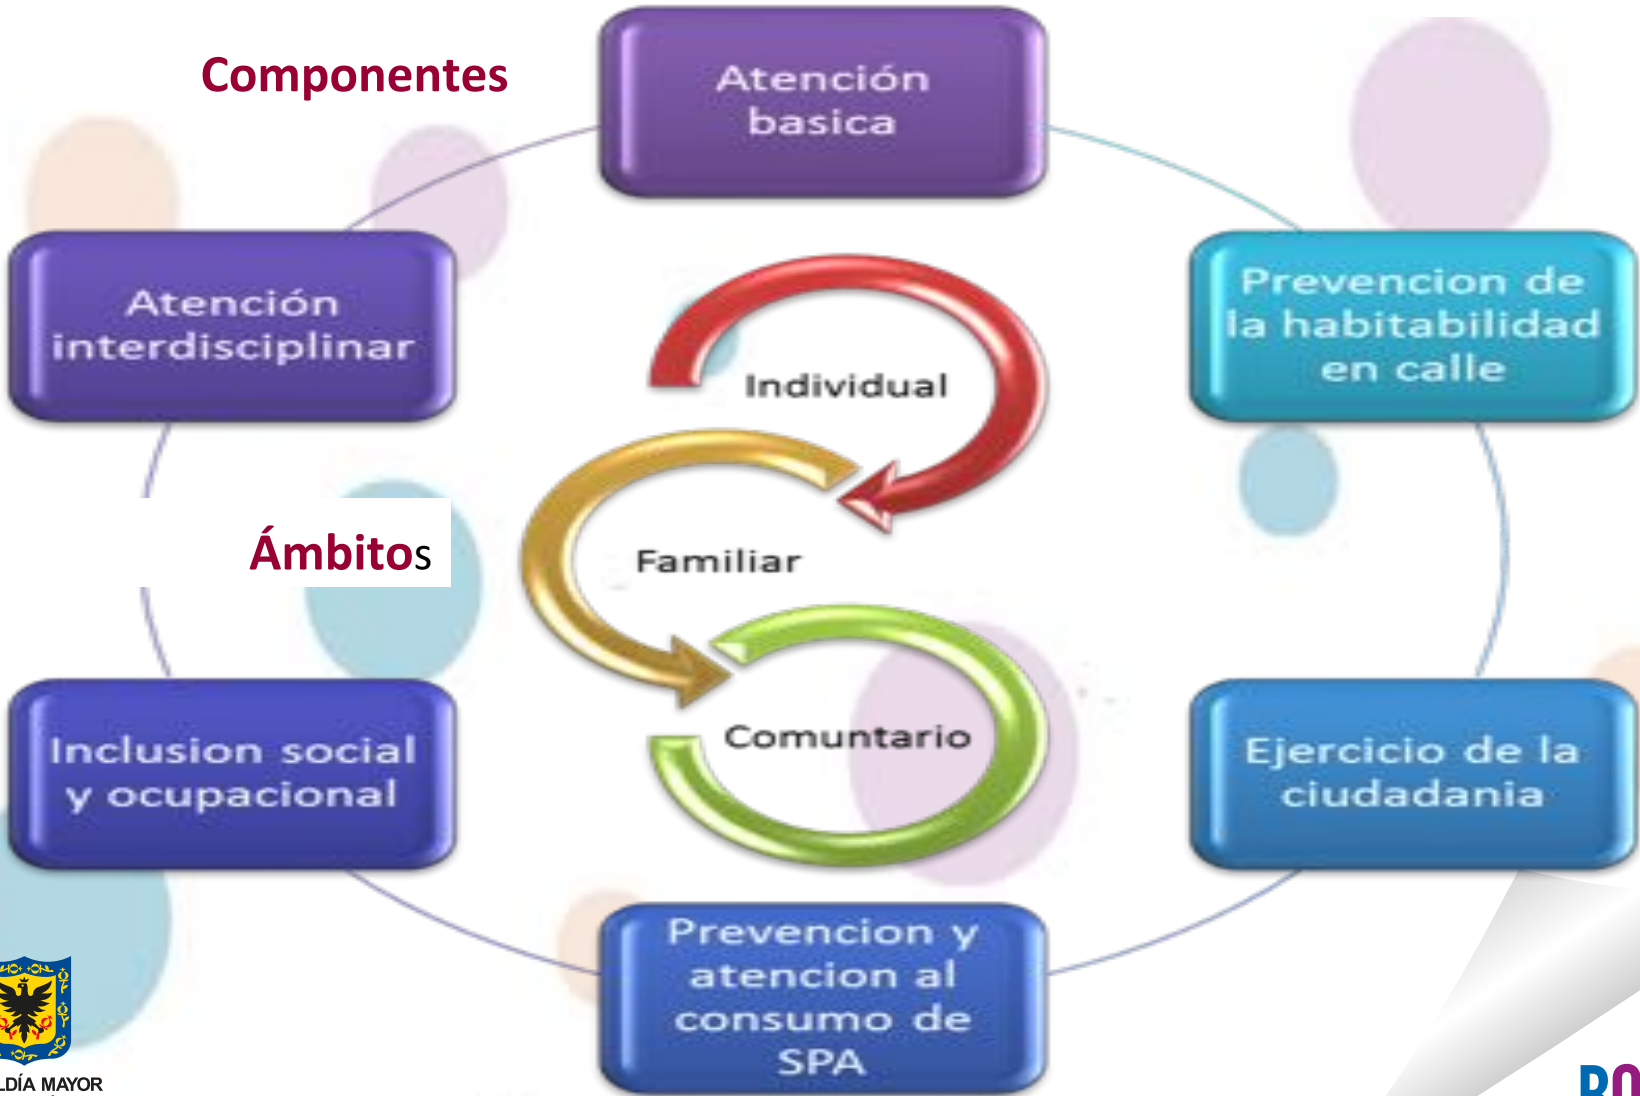 Componentes
Atención
basica
Atención
interdisciplinar
Prevencion de
la habitabilidad
en calle
Individual
Ámbitos
Familiar
Inclusion social
y ocupacional
Comuntario
Ejercicio de la
ciudadania
Prevencion y
atencion al
consumo de
SPA
LDÍA MAYOR
BO